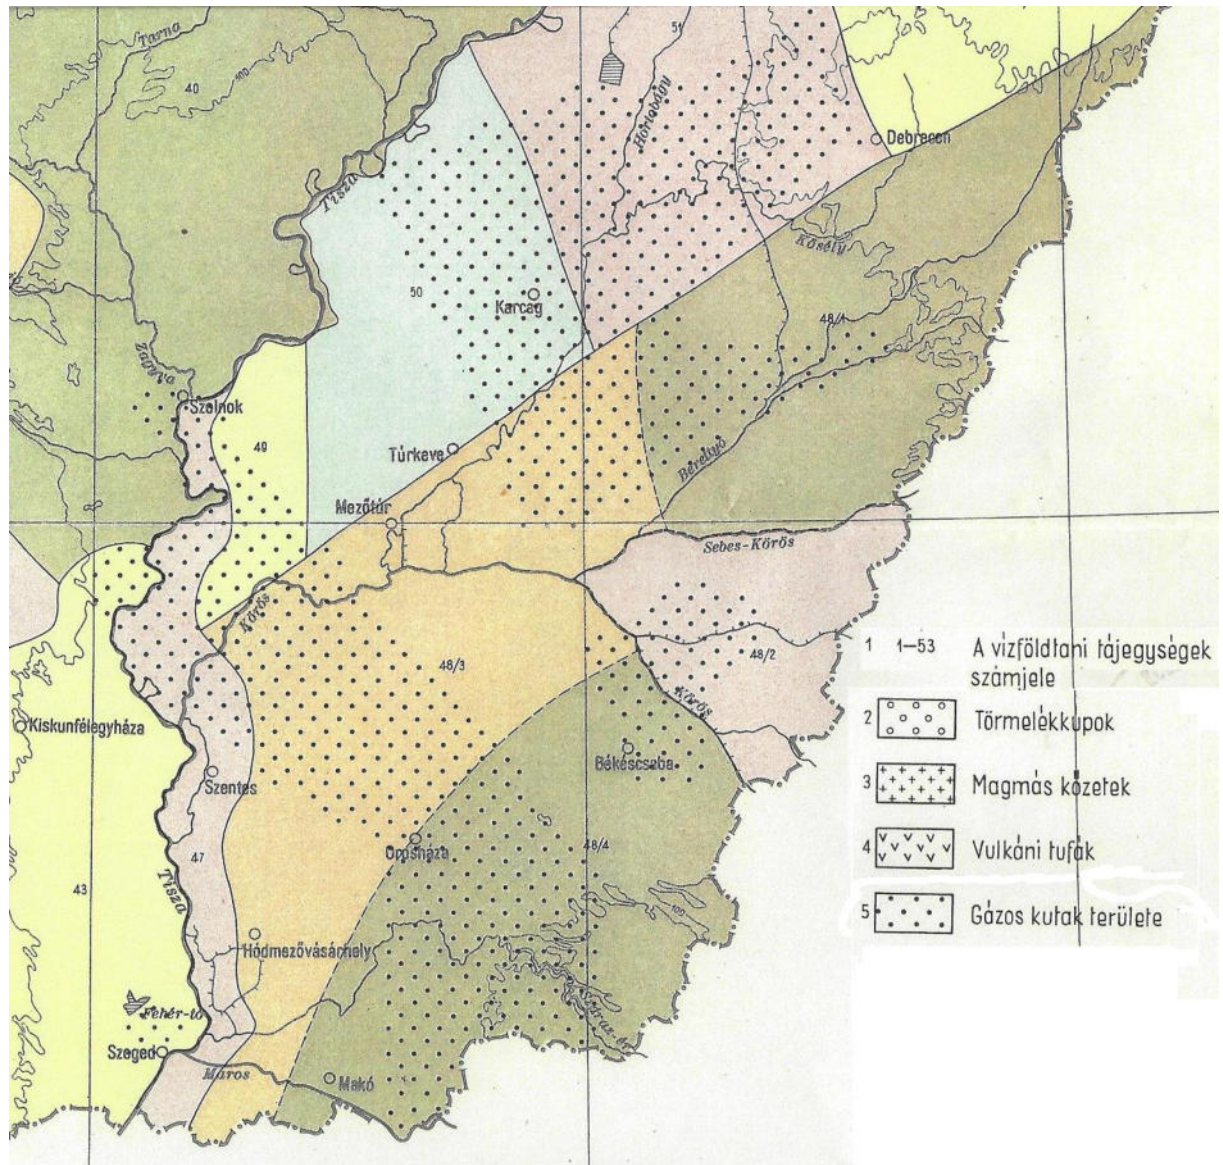 Tarna
100
40
51
Hortobágy
Debrecen
Tisza
Kösely
50
Karcag
48/1
Zagyva
Szolnok
49
Túrkeve
Berettyó
Mezőtúr
Sebes-Körös
Körös
48/3
48/2
Körös
Kiskunfélegyháza
Szentes
Békéscsaba
Orosháza
48/4
47
43
Tisza
100
Hódmezővásárhely
Fehér-tó
Száraz-ér
Szeged
Maros
Makó
1 1–53 A vízföldtani tájegységek
számjele
2 Törmelékkúpok
3 Magmás kőzetek
4 Vulkáni tufák
5 Gázos kutak területe